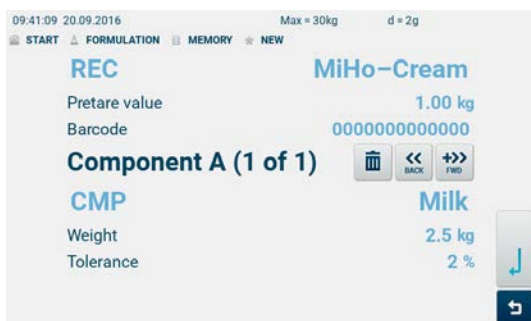 09:41:09 20.09.2016 Max = 30kg d = 2g
START FORMULATION MEMORY NEW
REC MiHo-Cream
Pretare value 1.00 kg
Barcode 0000000000000
Component A (1 of 1) << BACK +>> FWD
CMP Milk
Weight 2.5 kg
Tolerance 2 %